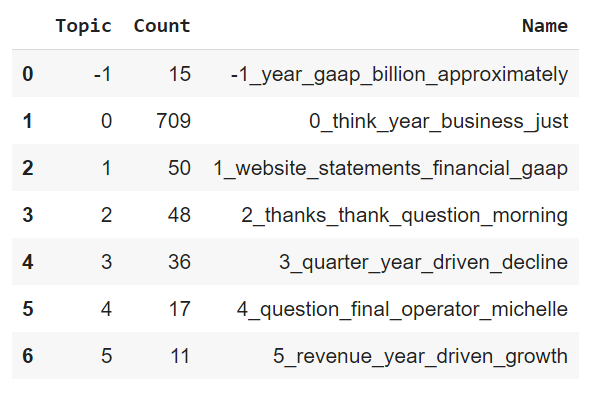 Topic Count Name
0 -1 15 -1_year_gaap_billion_approximately
1 0 709 0_think_year_business_just
2 1 50 1_website_statements_financial_gaap
3 2 48 2_thanks_thank_question_morning
4 3 36 3_quarter_year_driven_decline
5 4 17 4_question_final_operator_michelle
6 5 11 5_revenue_year_driven_growth